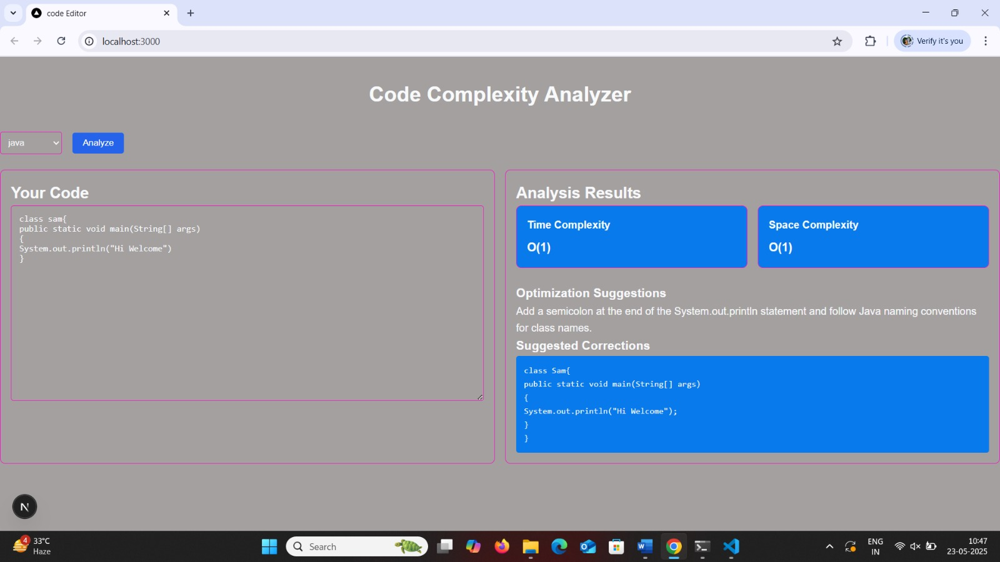 code Editor
localhost:3000
Verify it's you
Code Complexity Analyzer
java
Analyze
Your Code
class sam{
public static void main(String[] args)
{
System.out.println("Hi Welcome")
}
Analysis Results
Time Complexity
O(1)
Space Complexity
O(1)
Optimization Suggestions
Add a semicolon at the end of the System.out.println statement and follow Java naming conventions
for class names.
Suggested Corrections
class Sam{
public static void main(String[] args)
{
System.out.println("Hi Welcome");
}
}
N
4
33°C
Haze
Search
ENG
IN
10:47
23-05-2025